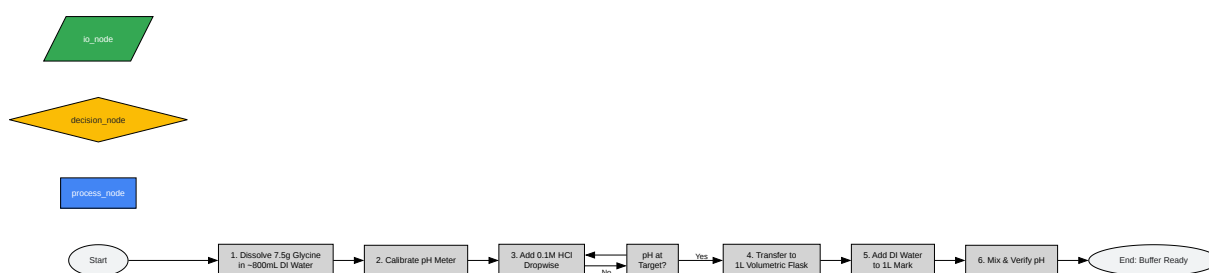 io_node
decision_node
process_node
Start
1. Dissolve 7.5g Glycine
in ~800mL DI Water
2. Calibrate pH Meter
3. Add 0.1M HCl
Dropwise
No
pH at
Target?
Yes
4. Transfer to
1L Volumetric Flask
5. Add DI Water
to 1L Mark
6. Mix & Verify pH
End: Buffer Ready